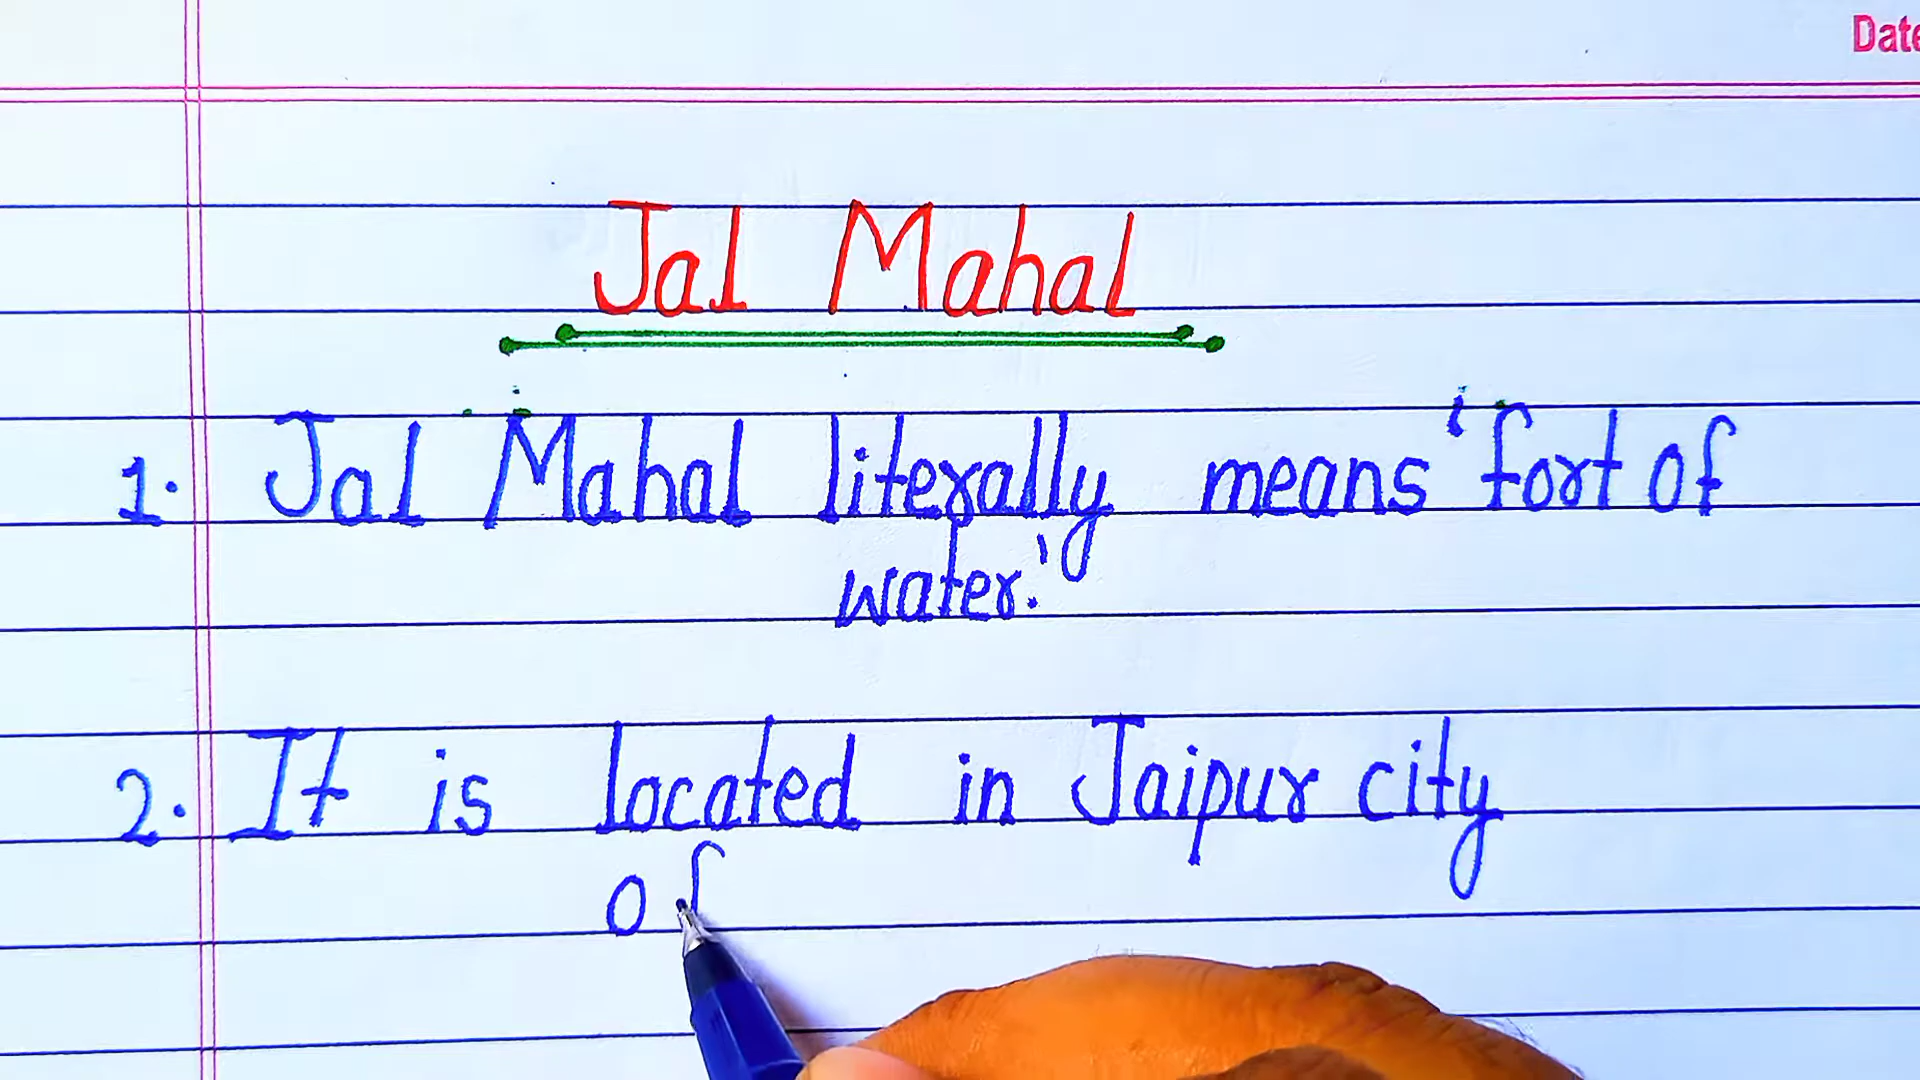 Date
Jal Mahal
1. Jal Mahal literally means 'fort of
water.'
2. It is located in Jaipur city
of